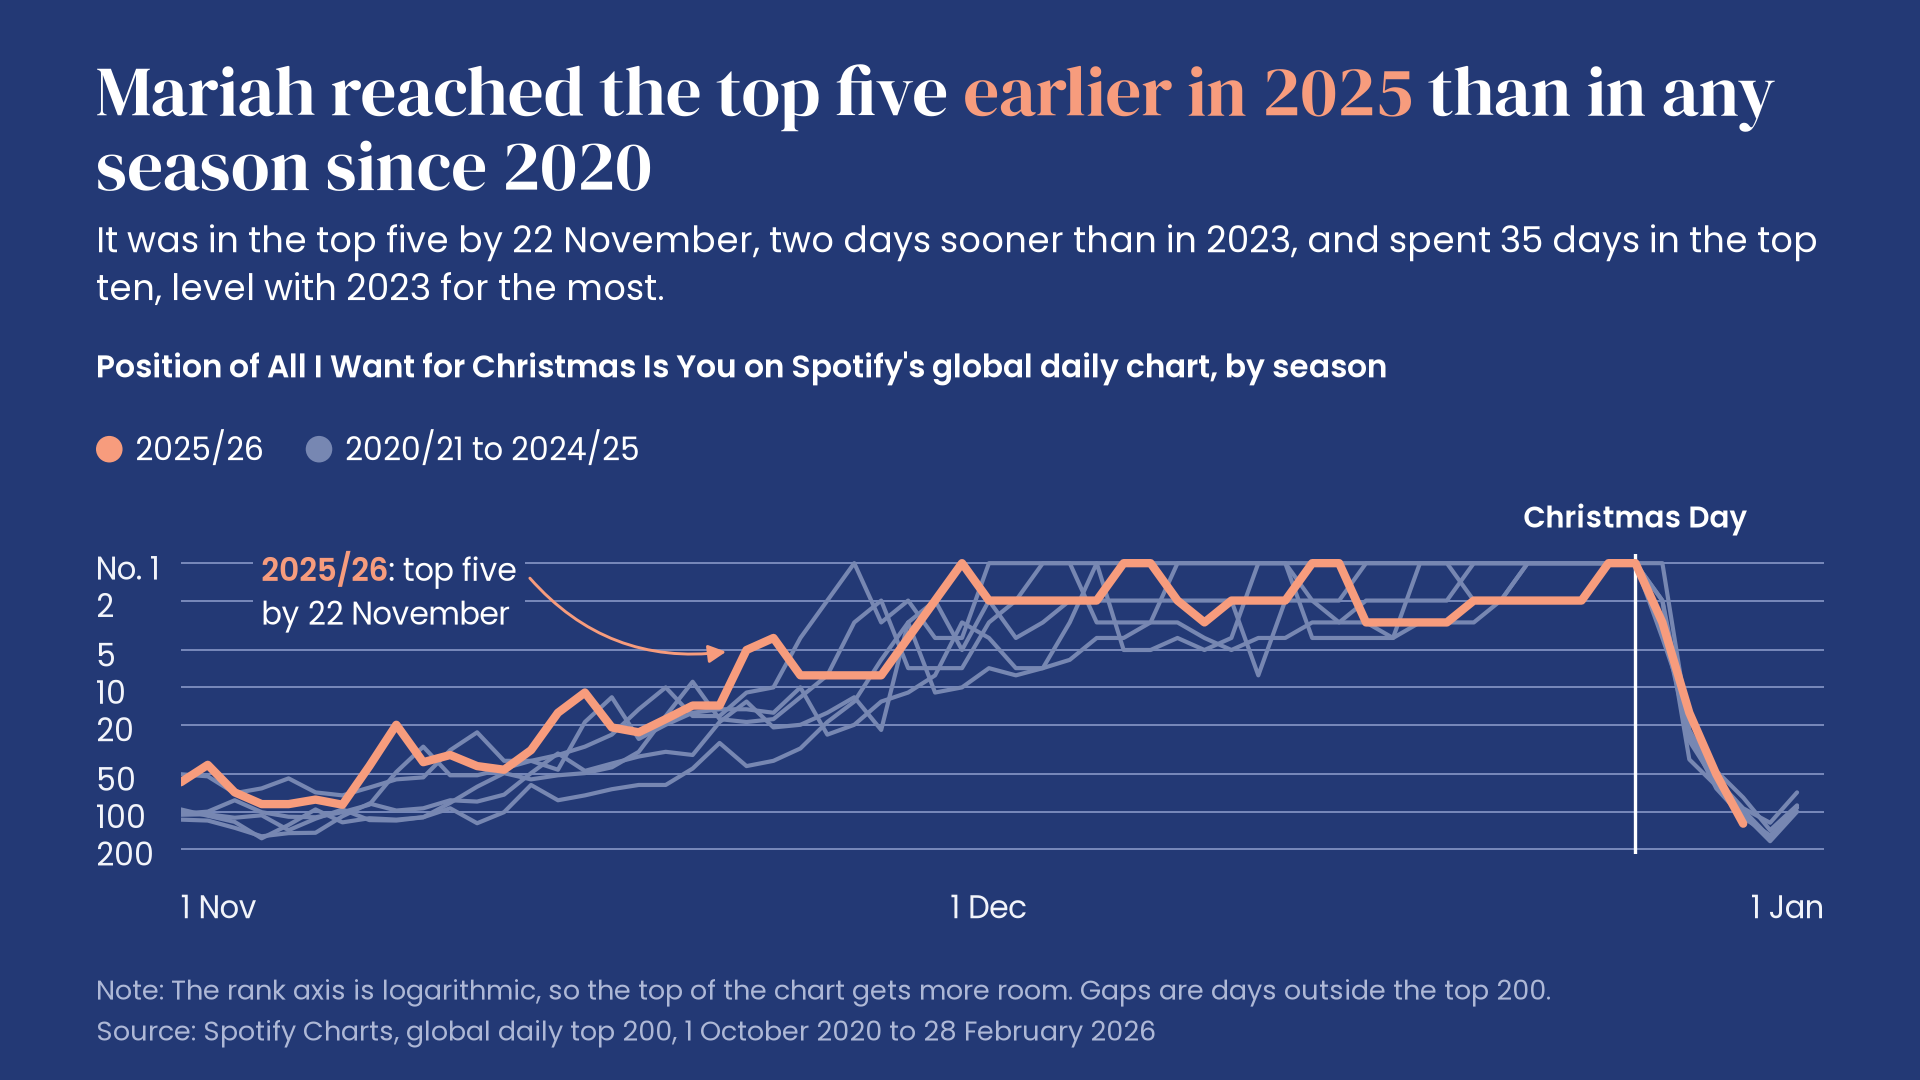 Mariah reached the top five earlier in 2025 than in any
season since 2020
It was in the top five by 22 November, two days sooner than in 2023, and spent 35 days in the top
ten, level with 2023 for the most.
Position of All I Want for Christmas Is You on Spotify's global daily chart, by season
2025/26
2020/21 to 2024/25
Christmas Day
2025/26: top five
by 22 November
No. 1
2
5
10
20
50
100
200
1 Nov
1 Dec
1 Jan
Note: The rank axis is logarithmic, so the top of the chart gets more room. Gaps are days outside the top 200.
Source: Spotify Charts, global daily top 200, 1 October 2020 to 28 February 2026